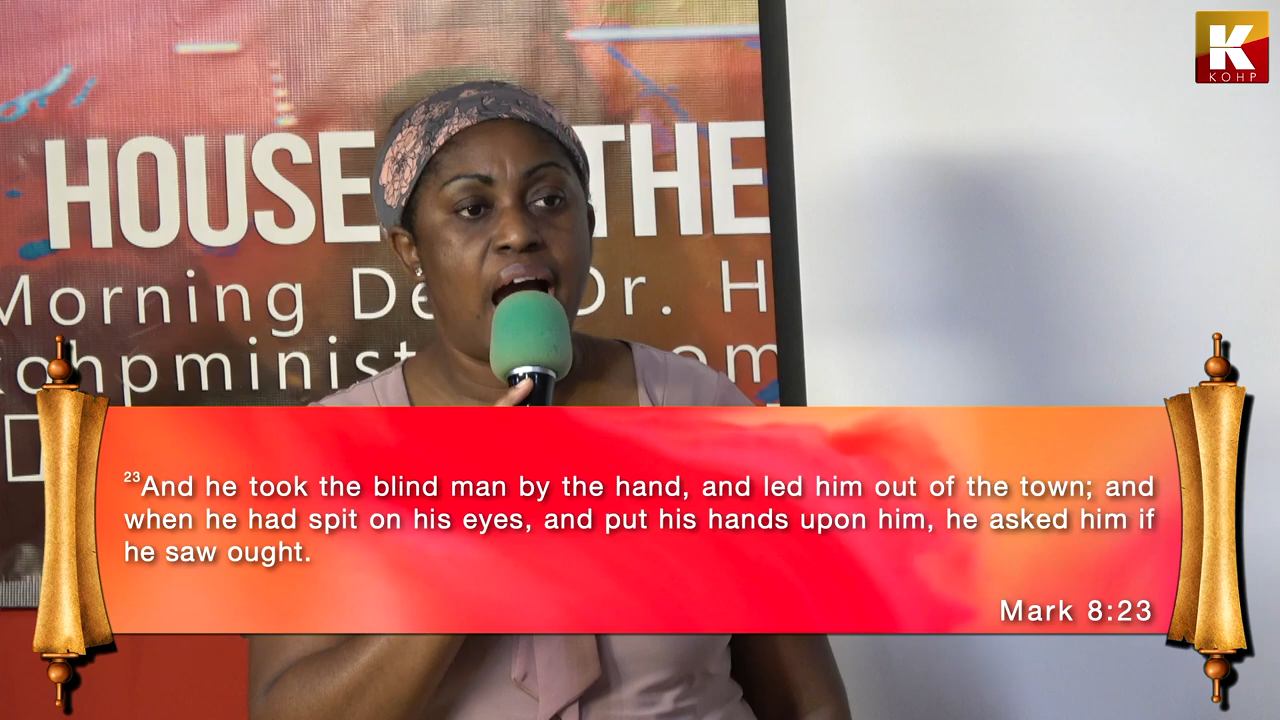 K
KOHP
HOUSE THE
Morning De Dr. H
kohpminist om
²³And he took the blind man by the hand, and led him out of the town; and
when he had spit on his eyes, and put his hands upon him, he asked him if
he saw ought.
Mark 8:23